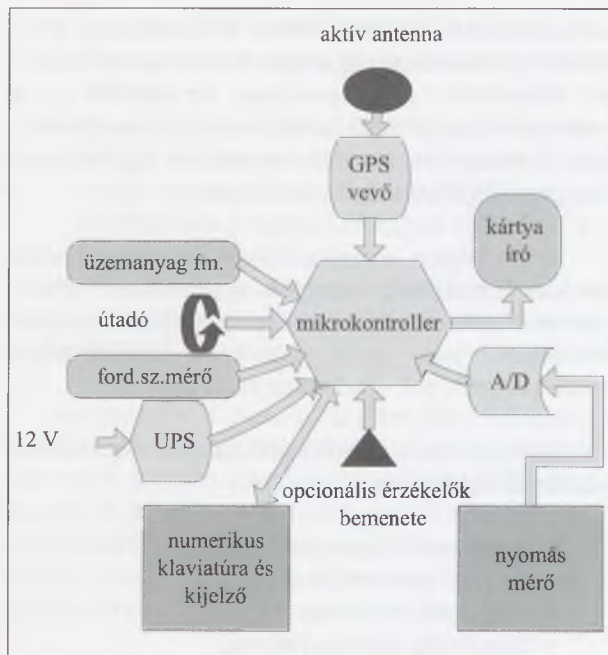 aktív antenna
GPS
vevő
kártya
író
üzemanyag fm.
útadó
mikrokontroller
ford.sz.mérő
A/D
12 V
UPS
opcionális érzékelők
bemenete
numerikus
klaviatúra és
kijelző
nyomás
mérő